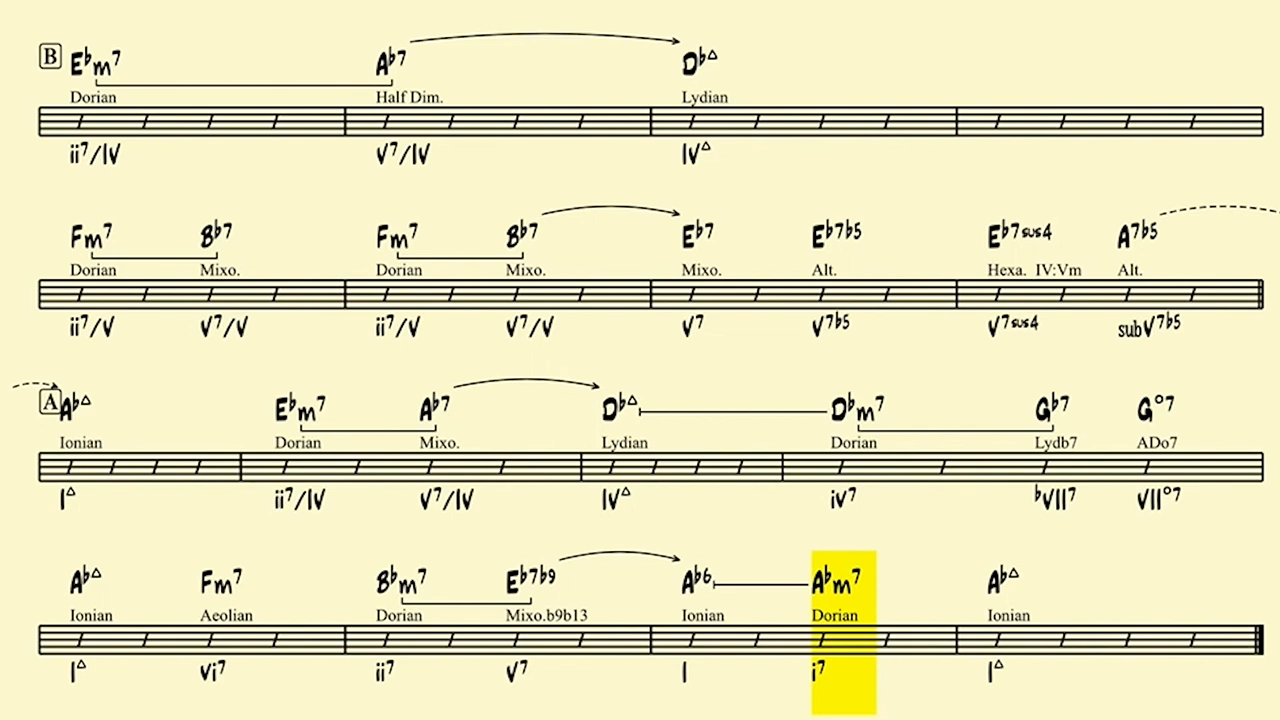 B E♭m7 A♭7 D♭△
Dorian Half Dim. Lydian
ii7/IV V7/IV IV△
Fm7 B♭7 Fm7 B♭7 E♭7 E♭7♭5 E♭7sus4 A7♭5
Dorian Mixo. Dorian Mixo. Mixo. Alt. Hexa. IV:Vm Alt.
ii7/V V7/V ii7/V V7/V V7 V7♭5 V7sus4 subV7♭5
A A♭△ E♭m7 A♭7 D♭△ D♭m7 G♭7 G°7
Ionian Dorian Mixo. Lydian Dorian Lydb7 ADo7
I△ ii7/IV V7/IV IV△ iv7 ♭VII7 VII°7
A♭△ Fm7 B♭m7 E♭7♭9 A♭6 A♭m7 A♭△
Ionian Aeolian Dorian Mixo.b9b13 Ionian Dorian Ionian
I△ vi7 ii7 V7 I i7 I△